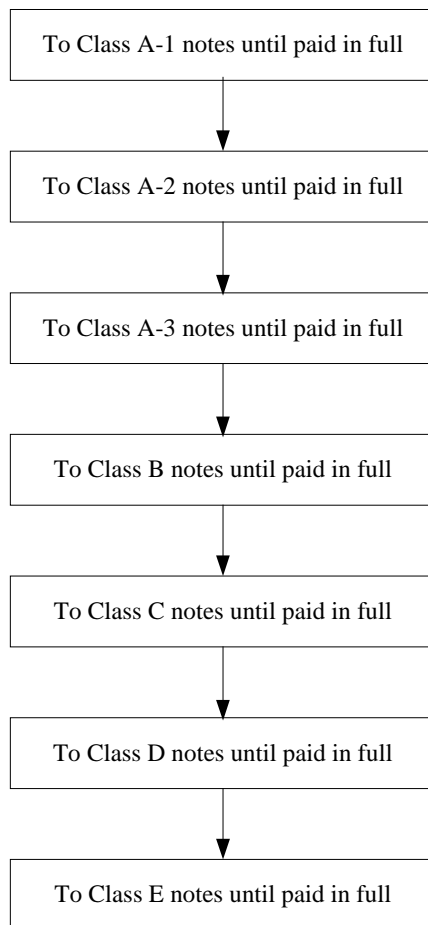 To Class A-1 notes until paid in full
To Class A-2 notes until paid in full
To Class A-3 notes until paid in full
To Class B notes until paid in full
To Class C notes until paid in full
To Class D notes until paid in full
To Class E notes until paid in full